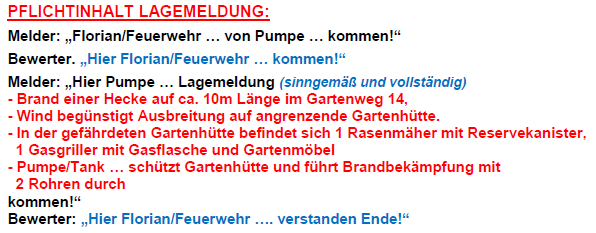 PFLICHTINHALT LAGEMELDUNG:
Melder: „Florian/Feuerwehr … von Pumpe … kommen!“
Bewerter. „Hier Florian/Feuerwehr … kommen!“
Melder: „Hier Pumpe … Lagemeldung (sinngemäß und vollständig)
- Brand einer Hecke auf ca. 10m Länge im Gartenweg 14,
- Wind begünstigt Ausbreitung auf angrenzende Gartenhütte.
- In der gefährdeten Gartenhütte befindet sich 1 Rasenmäher mit Reservekanister,
1 Gasgriller mit Gasflasche und Gartenmöbel
- Pumpe/Tank … schützt Gartenhütte und führt Brandbekämpfung mit
2 Rohren durch
kommen!“
Bewerter: „Hier Florian/Feuerwehr …. verstanden Ende!“